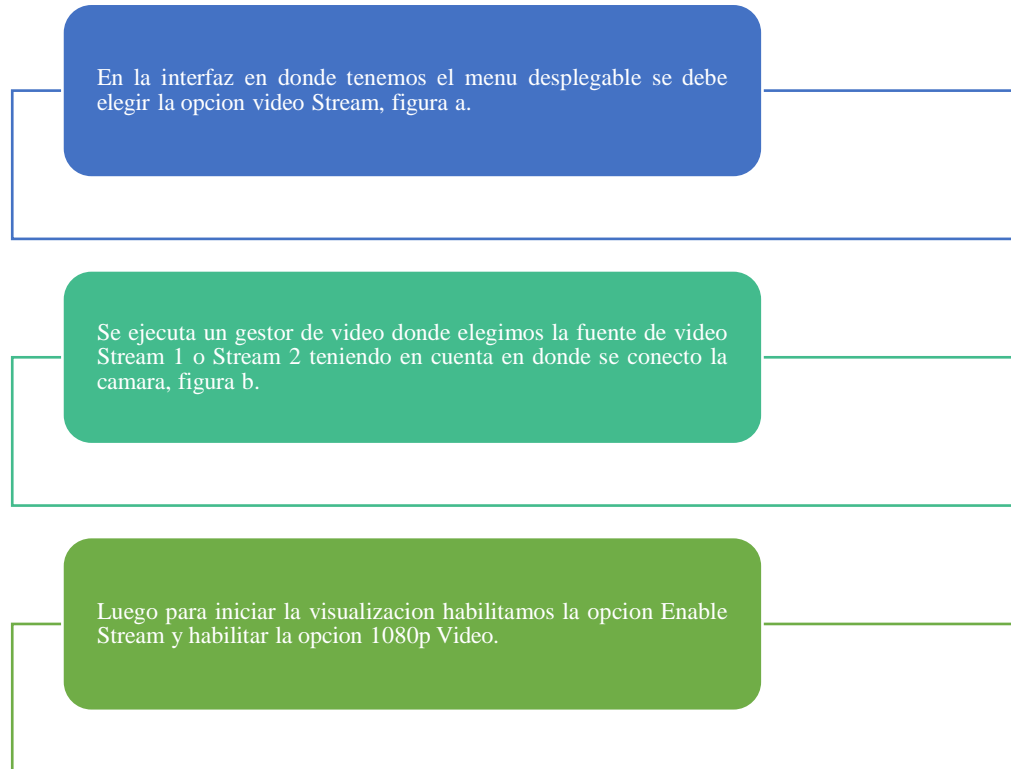 En la interfaz en donde tenemos el menu desplegable se debe
elegir la opcion video Stream, figura a.
Se ejecuta un gestor de video donde elegimos la fuente de video
Stream 1 o Stream 2 teniendo en cuenta en donde se conecto la
camara, figura b.
Luego para iniciar la visualizacion habilitamos la opcion Enable
Stream y habilitar la opcion 1080p Video.